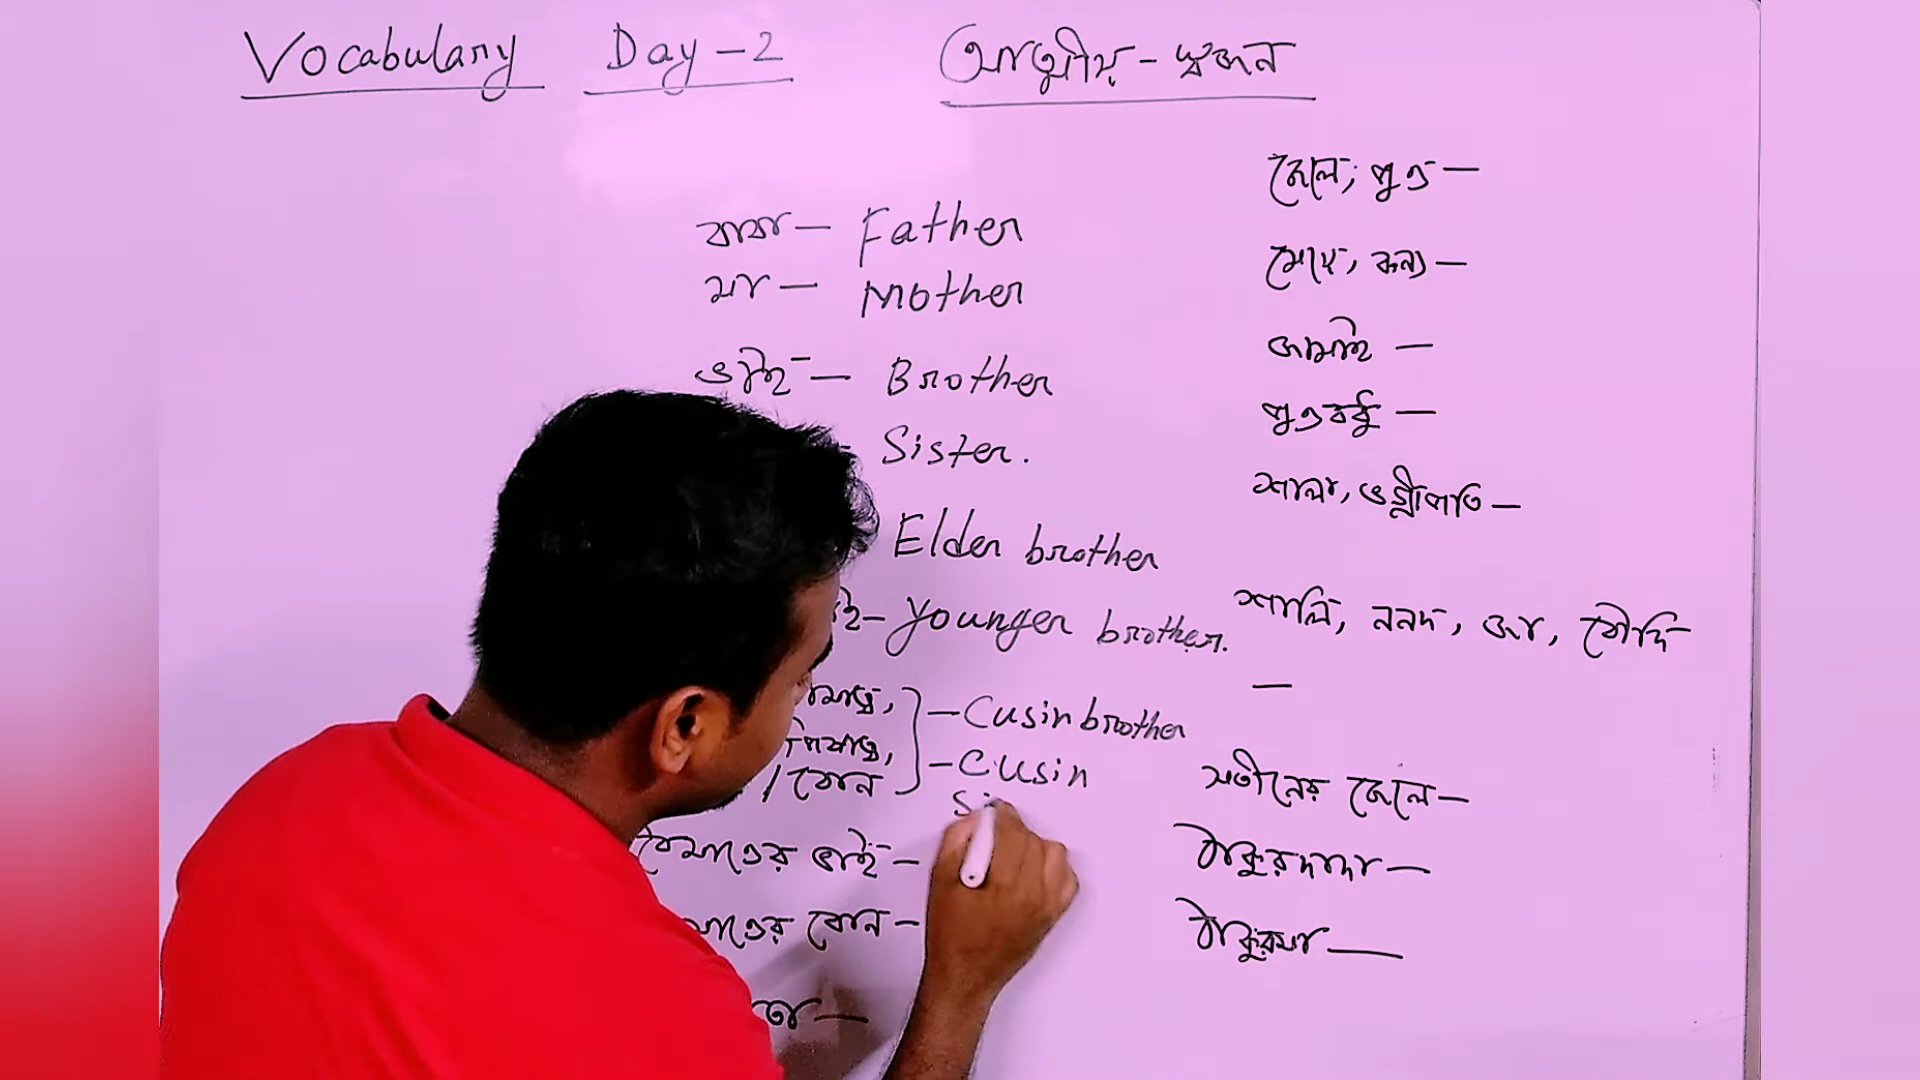 Vocabulary Day-2 আত্মীয়-স্বজন
বাবা — Father
মা — Mother
ভাই — Brother
Sister.
Elder brother
ই- Younger brother.
— Cusin brother
/বোন — Cusin
Si
বৈমাত্রেয় ভাই —
বোন —
ছেলে, পুত্র —
মেয়ে, কন্যা —
জামাই —
পুত্রবধু —
শালা, ভগ্নীপতি —
শালি, ননদ, জা, বৌদি
—
সতীনের ছেলে —
ঠাকুরদাদা —
ঠাকুরমা —